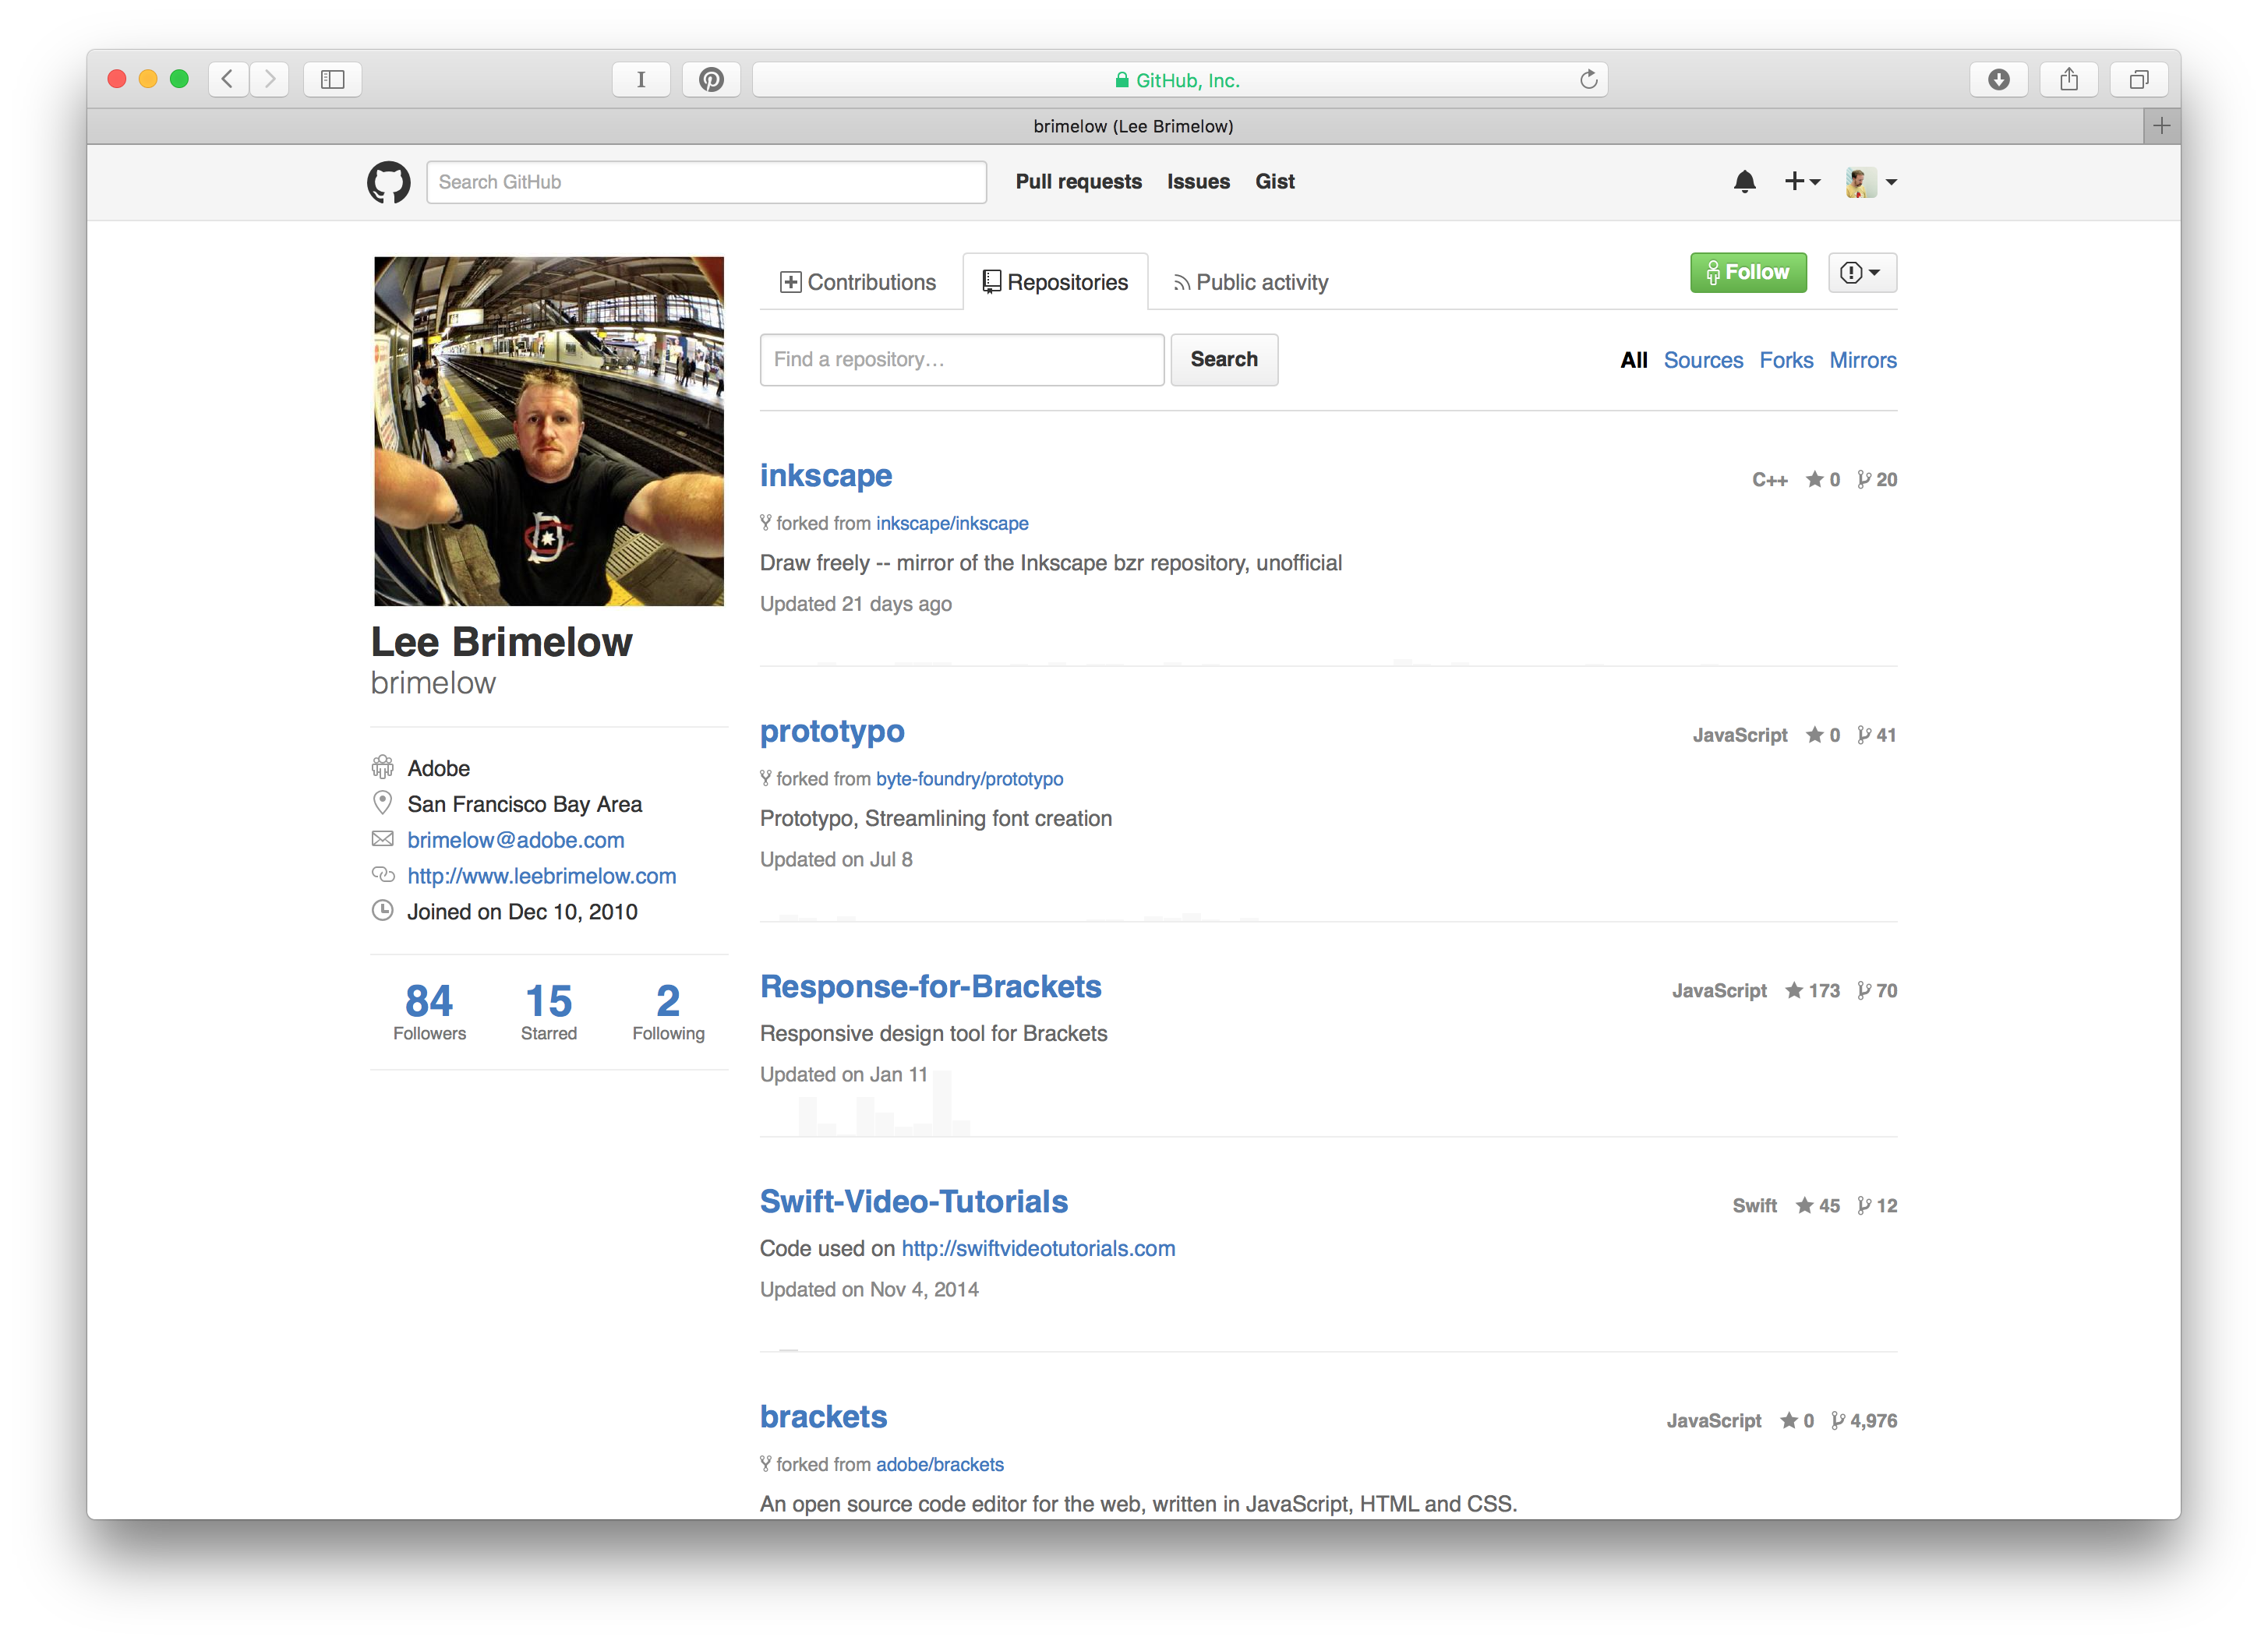 GitHub, Inc.
brimelow (Lee Brimelow)
Search GitHub
Pull requests Issues Gist
Contributions Repositories Public activity
Follow
Find a repository…
Search
All Sources Forks Mirrors
Lee Brimelow
brimelow
Adobe
San Francisco Bay Area
brimelow@adobe.com
http://www.leebrimelow.com
Joined on Dec 10, 2010
84 15 2
Followers Starred Following
inkscape
C++ 0 20
forked from inkscape/inkscape
Draw freely -- mirror of the Inkscape bzr repository, unofficial
Updated 21 days ago
prototypo
JavaScript 0 41
forked from byte-foundry/prototypo
Prototypo, Streamlining font creation
Updated on Jul 8
Response-for-Brackets
JavaScript 173 70
Responsive design tool for Brackets
Updated on Jan 11
Swift-Video-Tutorials
Swift 45 12
Code used on http://swiftvideotutorials.com
Updated on Nov 4, 2014
brackets
JavaScript 0 4,976
forked from adobe/brackets
An open source code editor for the web, written in JavaScript, HTML and CSS.